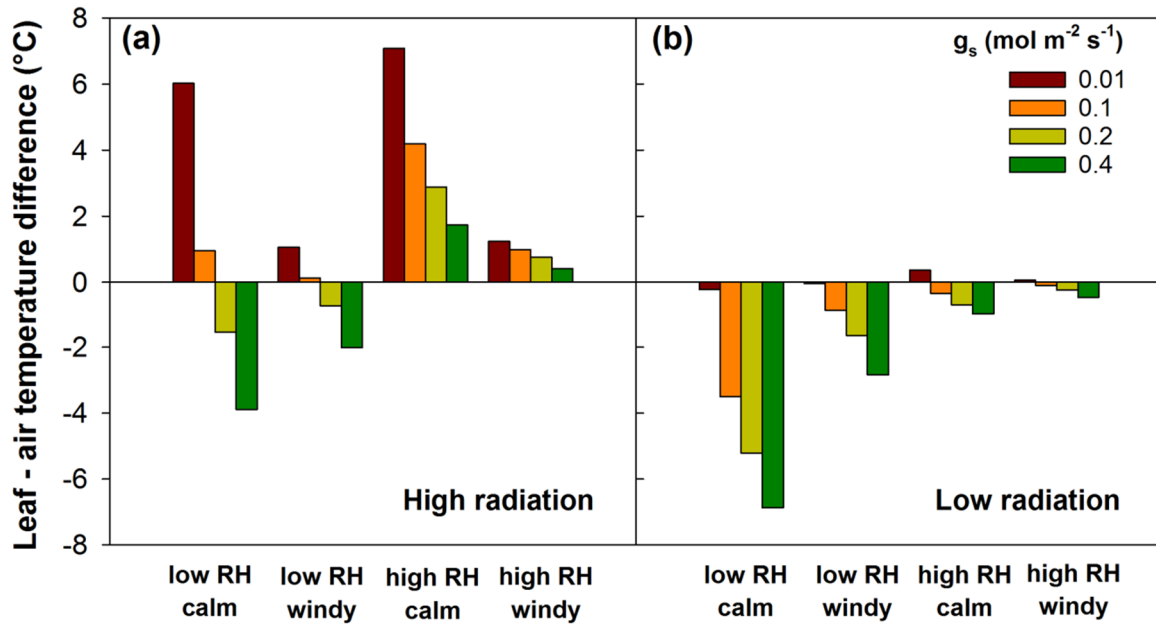 Leaf - air temperature difference (°C)
8
6
4
2
0
-2
-4
-6
-8
(a)
High radiation
low RH
calm
low RH
windy
high RH
calm
high RH
windy
(b)
gs (mol m-2 s-1)
0.01
0.1
0.2
0.4
Low radiation
low RH
calm
low RH
windy
high RH
calm
high RH
windy